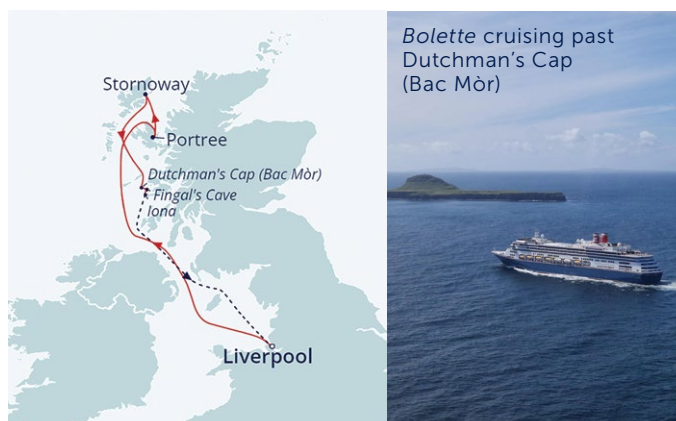 Stornoway
Portree
Dutchman's Cap (Bac Mòr)
Fingal's Cave
Iona
Liverpool
Bolette cruising past
Dutchman's Cap
(Bac Mòr)